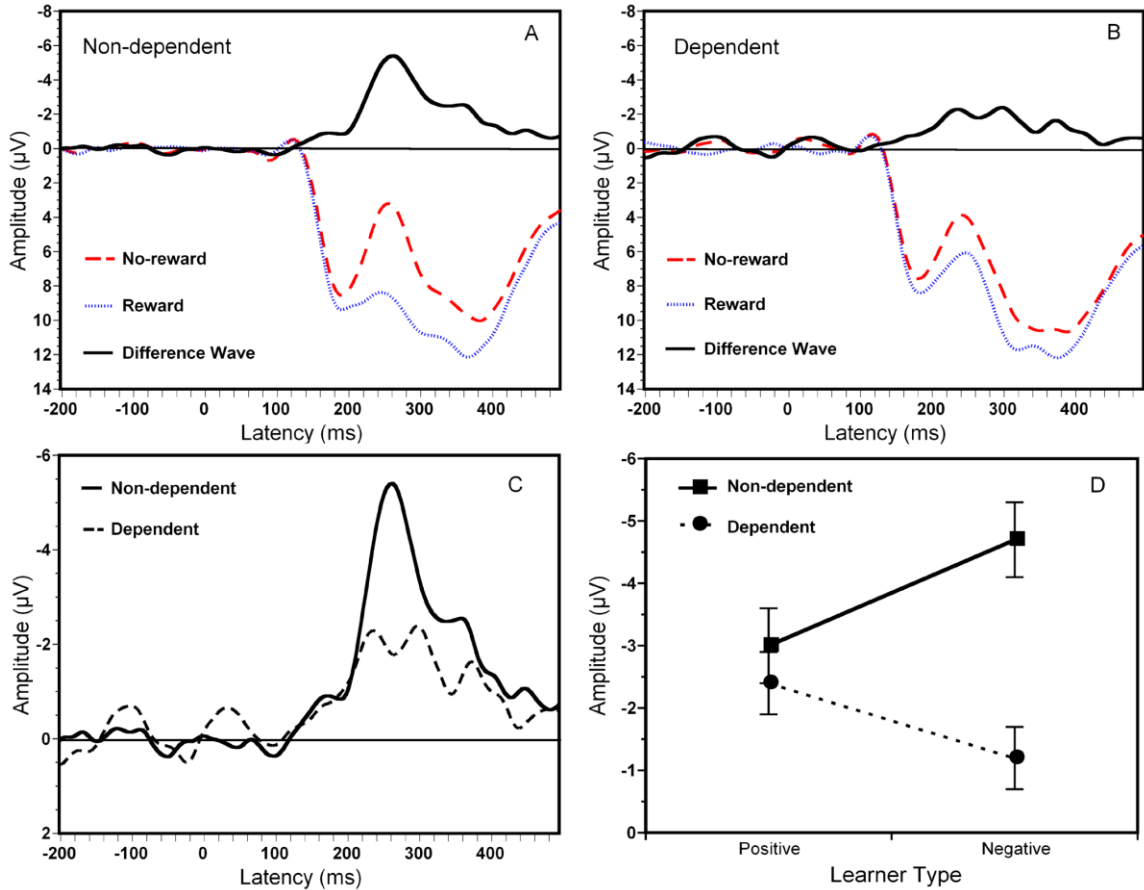 A
Non-dependent
Amplitude (µV)
-8
-6
-4
-2
0
2
4
6
8
10
12
14
No-reward
Reward
Difference Wave
-200 -100 0 100 200 300 400
Latency (ms)
B
Dependent
Amplitude (µV)
-8
-6
-4
-2
0
2
4
6
8
10
12
14
No-reward
Reward
Difference Wave
-200 -100 0 100 200 300 400
Latency (ms)
C
Non-dependent
Dependent
Amplitude (µV)
-6
-4
-2
0
2
-200 -100 0 100 200 300 400
Latency (ms)
D
Non-dependent
Dependent
Amplitude (µV)
-6
-5
-4
-3
-2
-1
0
Positive Negative
Learner Type